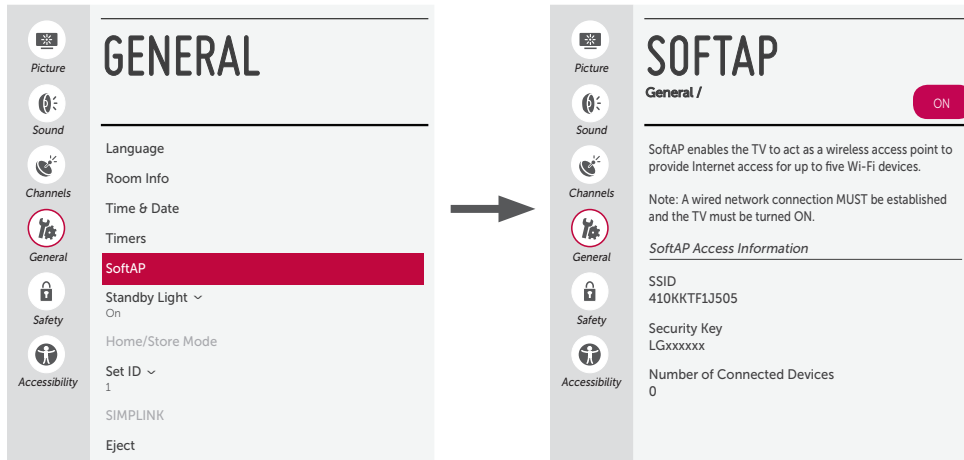 Picture
Sound
Channels
General
Safety
Accessibility
GENERAL
Language
Room Info
Time & Date
Timers
SoftAP
Standby Light
On
Home/Store Mode
Set ID
1
SIMPLINK
Eject
Picture
Sound
Channels
General
Safety
Accessibility
SOFTAP
General /
ON
SoftAP enables the TV to act as a wireless access point to
provide Internet access for up to five Wi-Fi devices.
Note: A wired network connection MUST be established
and the TV must be turned ON.
SoftAP Access Information
SSID
410KKTF1J505
Security Key
LGxxxxxx
Number of Connected Devices
0